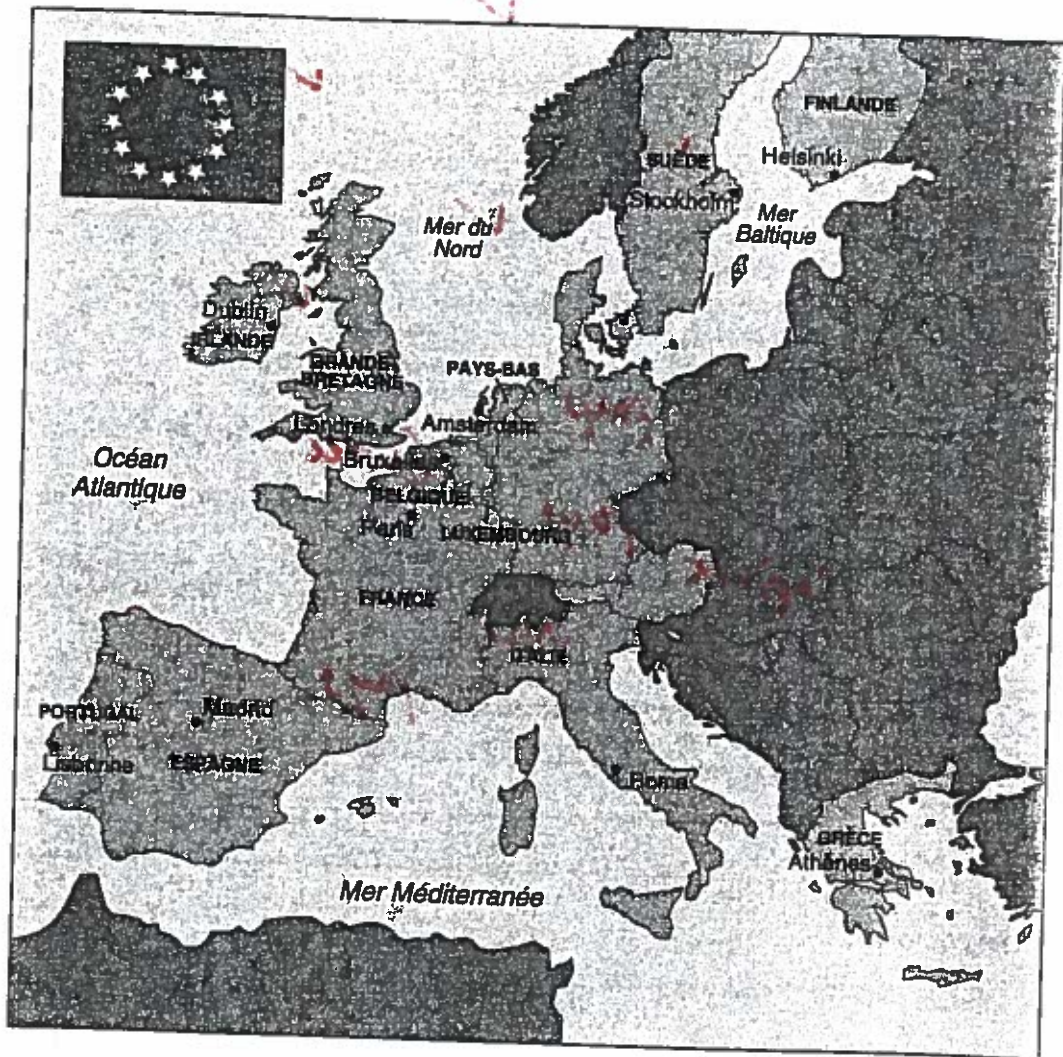 FINLANDE
SUÈDE
Helsinki
Stockholm
Mer du
Nord
Mer
Baltique
Dublin
IRLANDE
GRANDE
BRETAGNE
PAYS-BAS
Londres
Amsterdam
Bruxelles
Océan
Atlantique
BELGIQUE
Paris
LUXEMBOURG
FRANCE
ITALIE
PORTUGAL
Madrid
Lisbonne
ESPAGNE
Rome
GRÈCE
Athènes
Mer Méditerranée